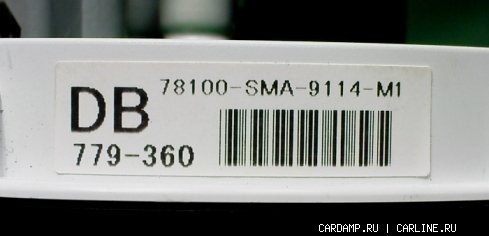 DB 78100-SMA-9114-M1
779-360
CARDAMP.RU | CARLINE.RU